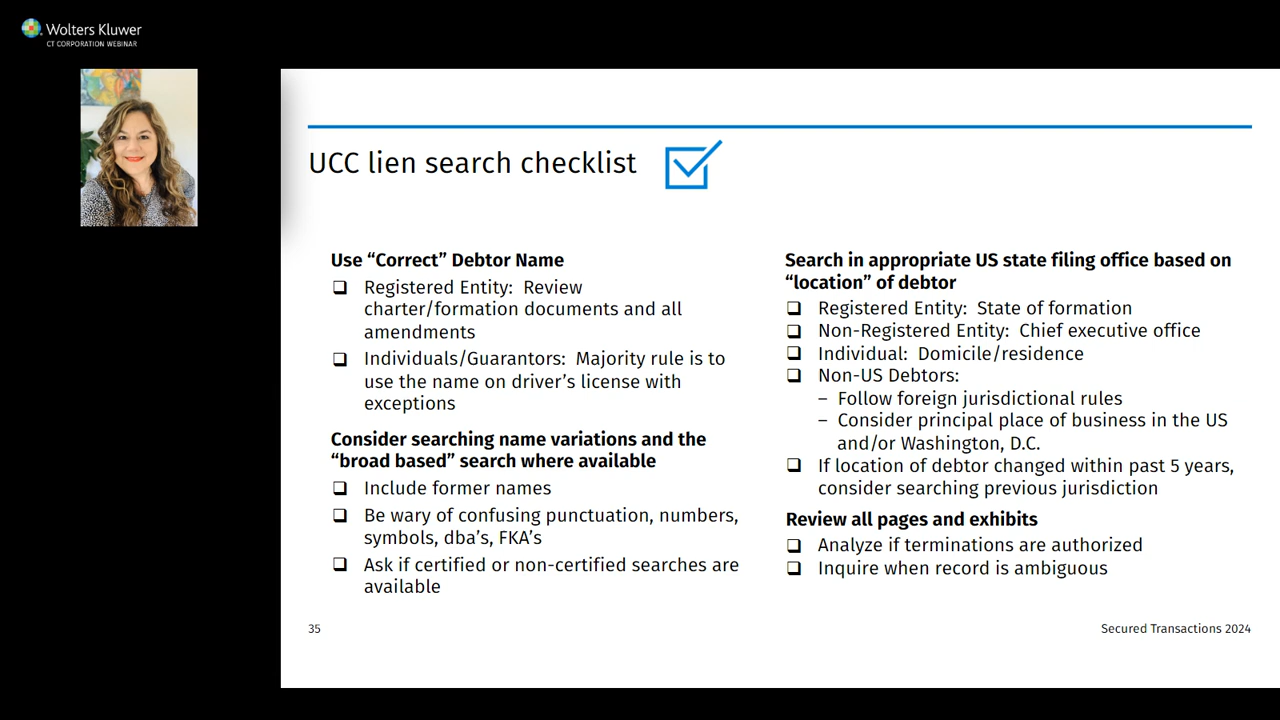 Wolters Kluwer
CT CORPORATION WEBINAR
UCC lien search checklist
Use “Correct” Debtor Name
Registered Entity: Review
charter/formation documents and all
amendments
Individuals/Guarantors: Majority rule is to
use the name on driver’s license with
exceptions
Consider searching name variations and the
“broad based” search where available
Include former names
Be wary of confusing punctuation, numbers,
symbols, dba’s, FKA’s
Ask if certified or non-certified searches are
available
Search in appropriate US state filing office based on
“location” of debtor
Registered Entity: State of formation
Non-Registered Entity: Chief executive office
Individual: Domicile/residence
Non-US Debtors:
– Follow foreign jurisdictional rules
– Consider principal place of business in the US
and/or Washington, D.C.
If location of debtor changed within past 5 years,
consider searching previous jurisdiction
Review all pages and exhibits
Analyze if terminations are authorized
Inquire when record is ambiguous
35
Secured Transactions 2024